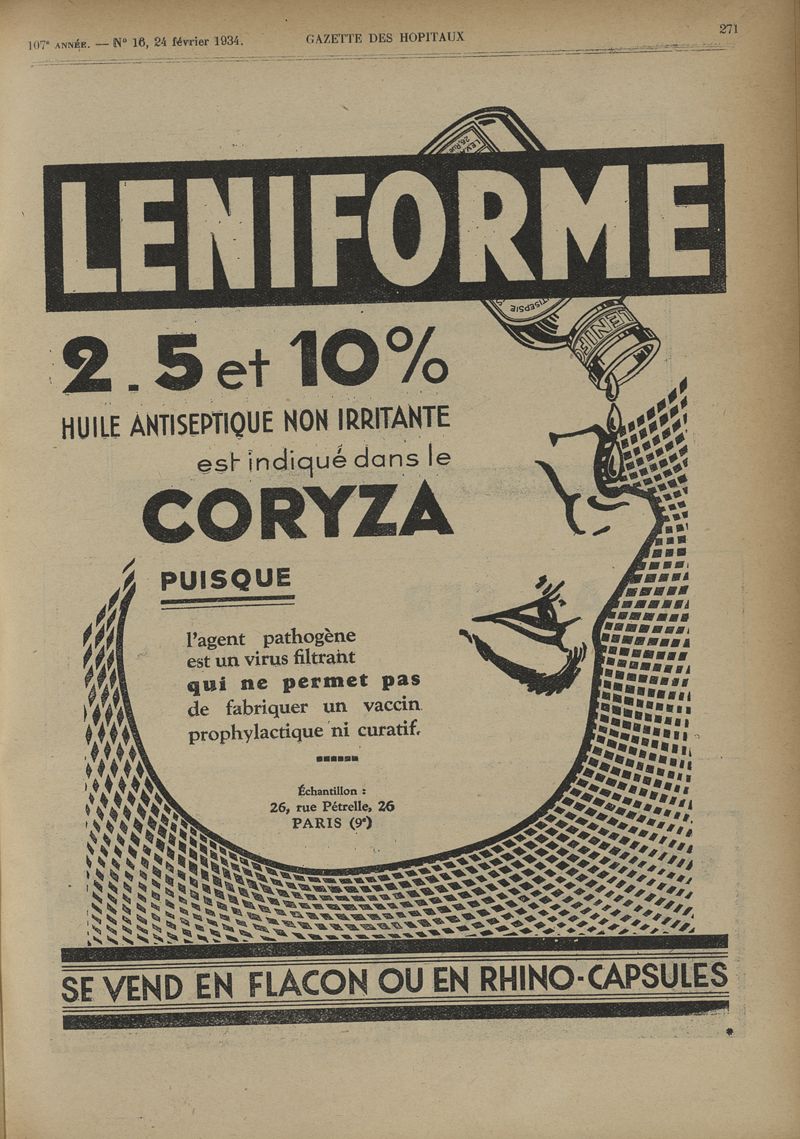 107e ANNÉE. — No 16, 24 février 1934.
GAZETTE DES HOPITAUX
271
LENIFORME
ANTISEPSIE
LENIFO
2.5 et 10%
HUILE ANTISEPTIQUE NON IRRITANTE
est indiqué dans le
CORYZA
PUISQUE
l'agent pathogène
est un virus filtrant
qui ne permet pas
de fabriquer un vaccin
prophylactique ni curatif.
Échantillon :
26, rue Pétrelle, 26
PARIS (9e)
SE VEND EN FLACON OU EN RHINO-CAPSULES
*